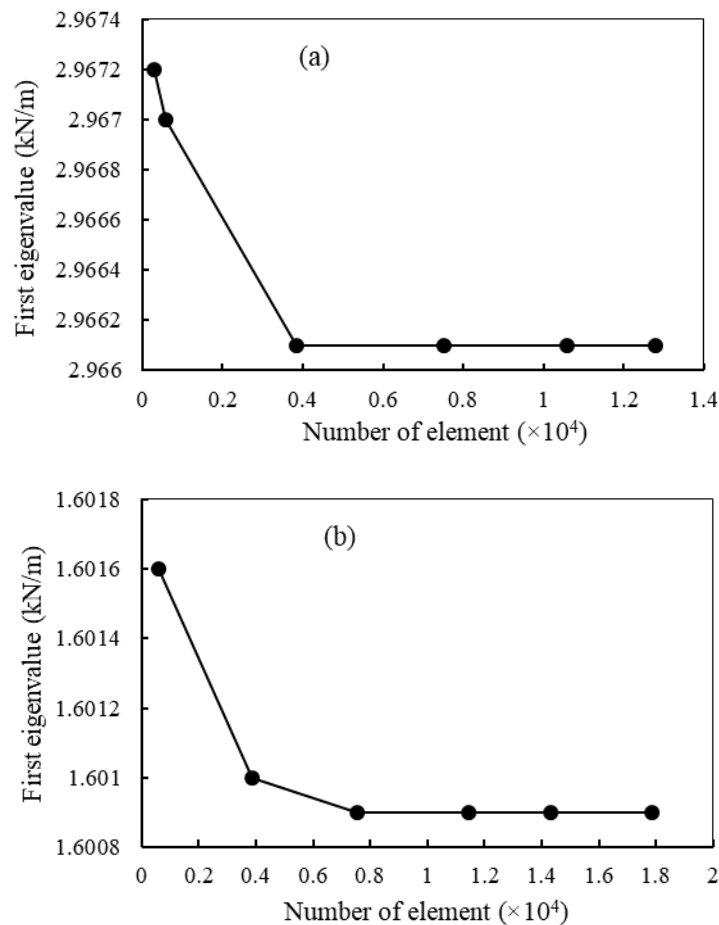 (a)
First eigenvalue (kN/m)
2.9674
2.9672
2.967
2.9668
2.9666
2.9664
2.9662
2.966
0 0.2 0.4 0.6 0.8 1 1.2 1.4
Number of element (×10⁴)
(b)
First eigenvalue (kN/m)
1.6018
1.6016
1.6014
1.6012
1.601
1.6008
0 0.2 0.4 0.6 0.8 1 1.2 1.4 1.6 1.8 2
Number of element (×10⁴)